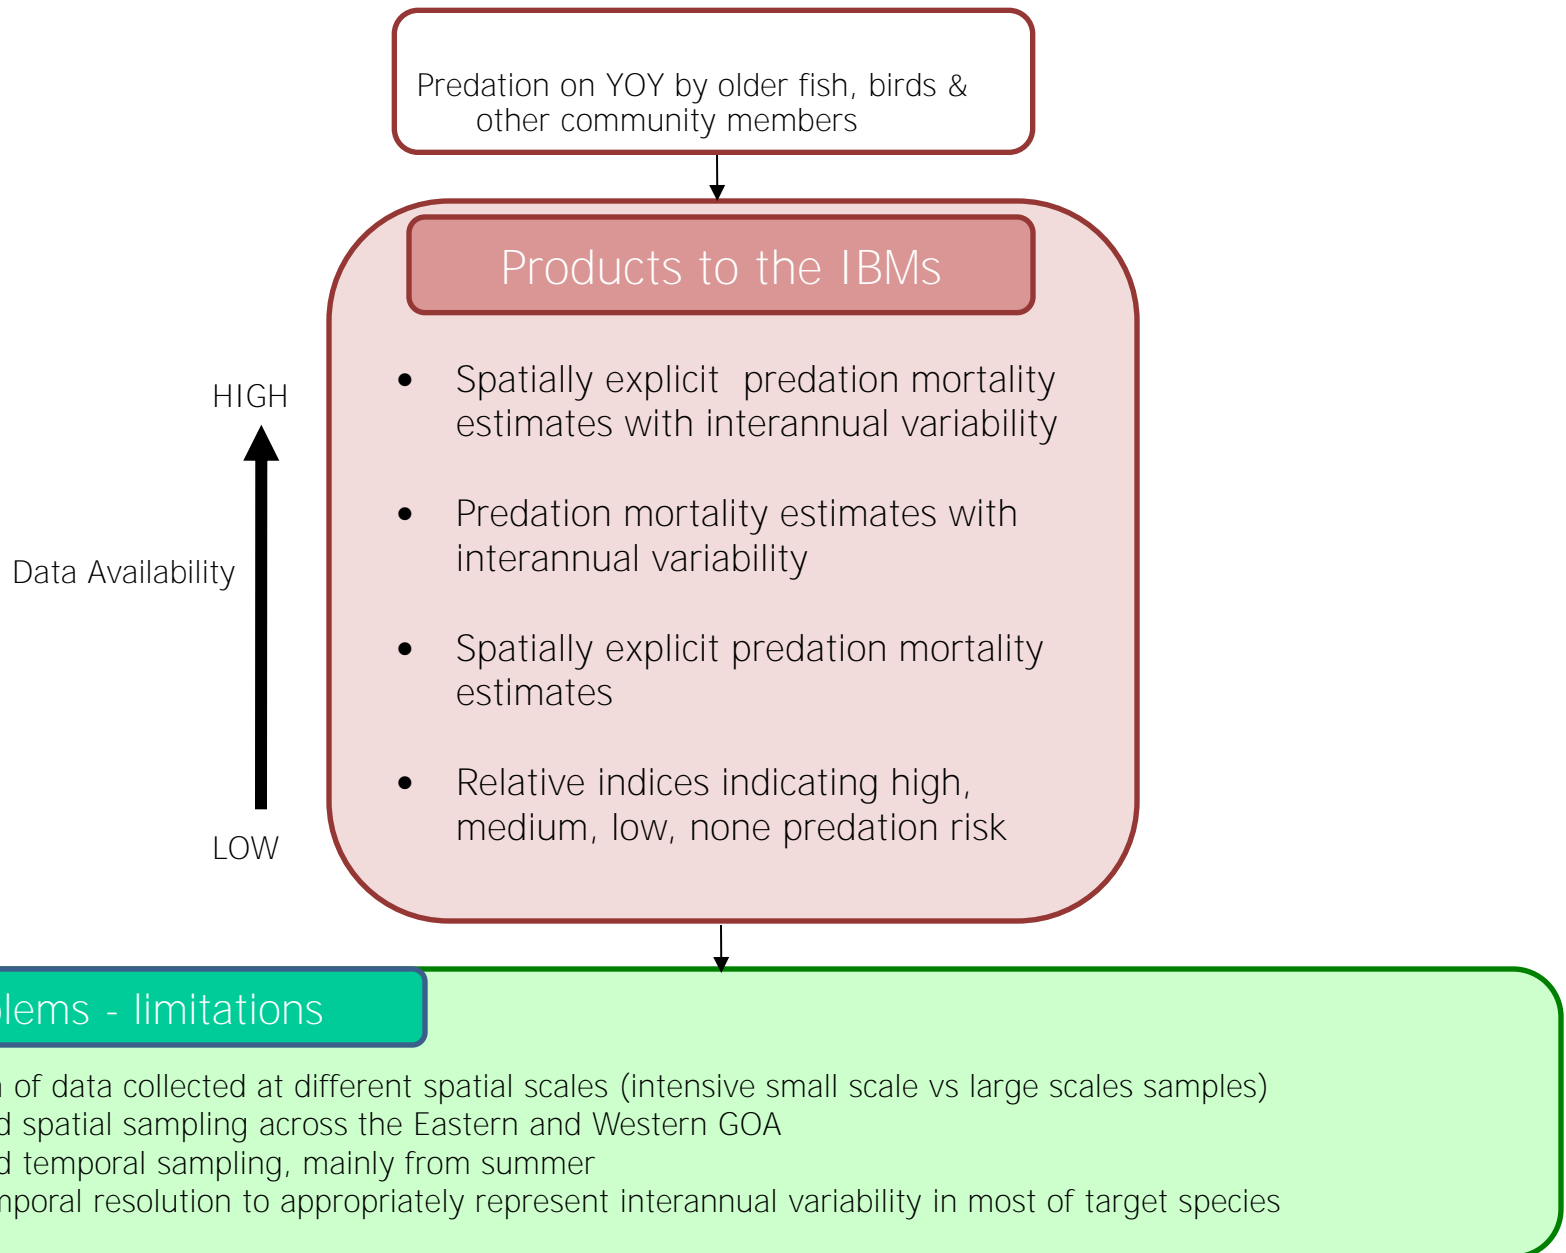 Predation on YOY by older fish, birds &
other community members
Products to the IBMs
• Spatially explicit predation mortality
estimates with interannual variability
• Predation mortality estimates with
interannual variability
• Spatially explicit predation mortality
estimates
• Relative indices indicating high,
medium, low, none predation risk
HIGH
Data Availability
LOW
- limitations
of data collected at different spatial scales (intensive small scale vs large scales samples)
spatial sampling across the Eastern and Western GOA
temporal sampling, mainly from summer
resolution to appropriately represent interannual variability in most of target species